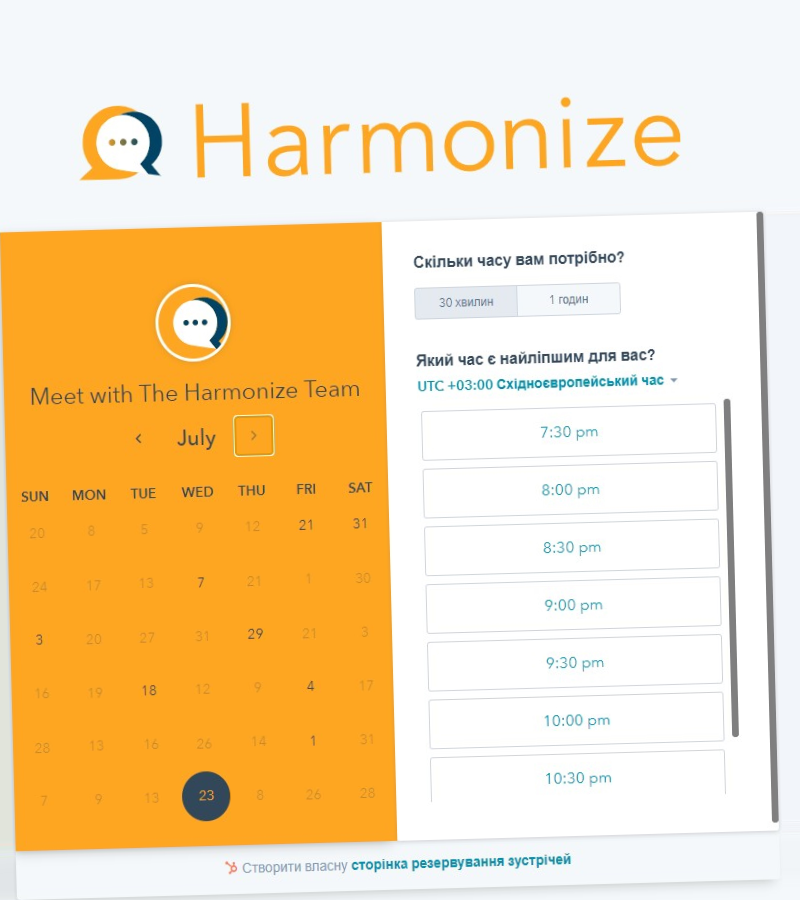 Harmonize
Meet with The Harmonize Team
July
SUN MON TUE WED THU FRI SAT
20 8 5 9 12 21 31
24 17 13 7 21 1 30
3 20 27 31 29 21 3
16 19 18 12 9 4 17
28 13 16 26 14 1 31
7 9 13 23 8 26 28
Скільки часу вам потрібно?
30 хвилин 1 годин
Який час є найліпшим для вас?
UTC +03:00 Східноєвропейський час
7:30 pm
8:00 pm
8:30 pm
9:00 pm
9:30 pm
10:00 pm
10:30 pm
Створити власну сторінка резервування зустрічей